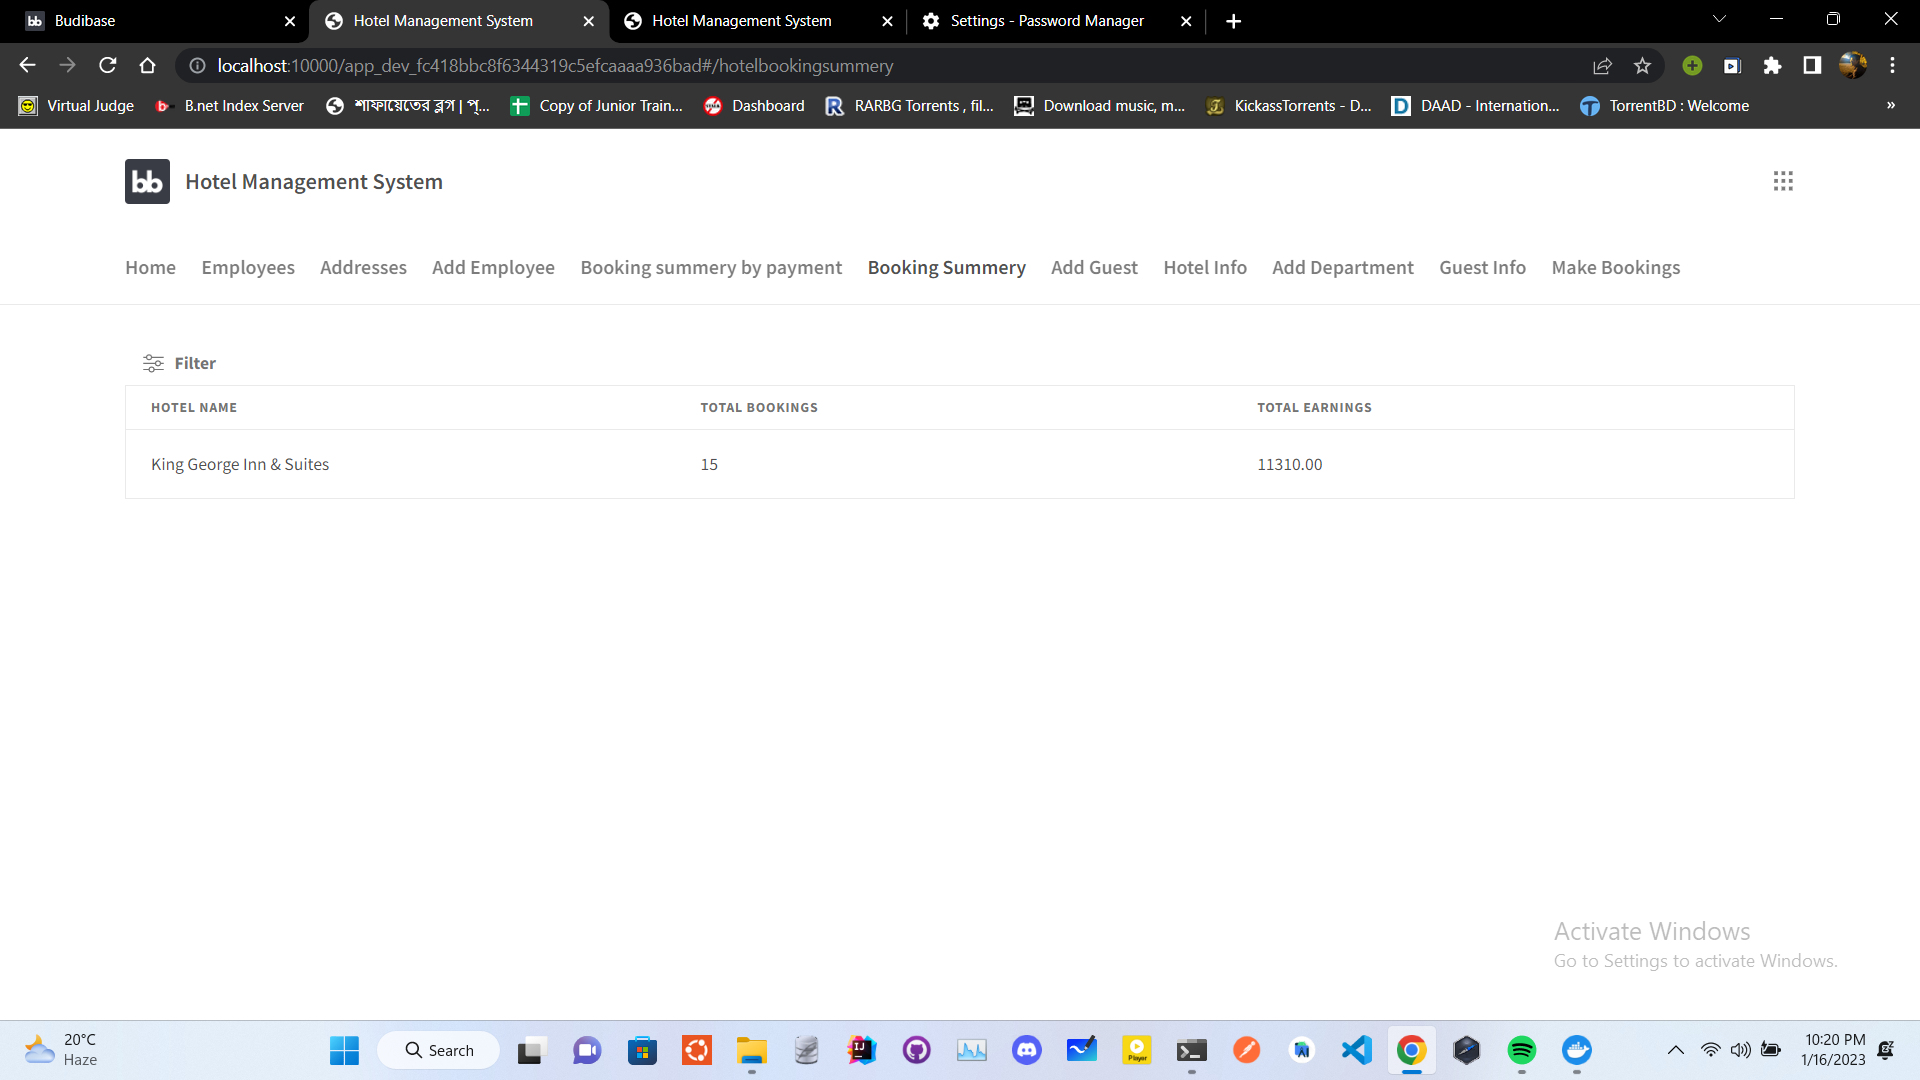 bb Budibase
Hotel Management System
Hotel Management System
Settings - Password Manager
localhost:10000/app_dev_fc418bbc8f6344319c5efcaaaa936bad#/hotelbookingsummery
Virtual Judge
B.net Index Server
শাফায়েতের ব্লগ | প্...
Copy of Junior Train...
Dashboard
RARBG Torrents , fil...
Download music, m...
KickassTorrents - D...
DAAD - Internation...
TorrentBD : Welcome
»
bb Hotel Management System
Home Employees Addresses Add Employee Booking summery by payment Booking Summery Add Guest Hotel Info Add Department Guest Info Make Bookings
Filter
HOTEL NAME TOTAL BOOKINGS TOTAL EARNINGS
King George Inn & Suites 15 11310.00
Activate Windows
Go to Settings to activate Windows.
20°C
Haze
Search
Player
10:20 PM
1/16/2023